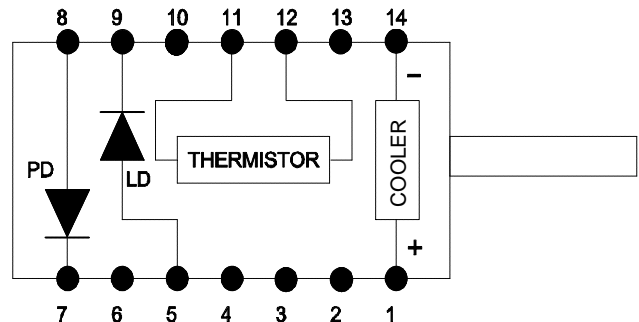 8 9 10 11 12 13 14
−
PD
LD
THERMISTOR
COOLER
+
7 6 5 4 3 2 1